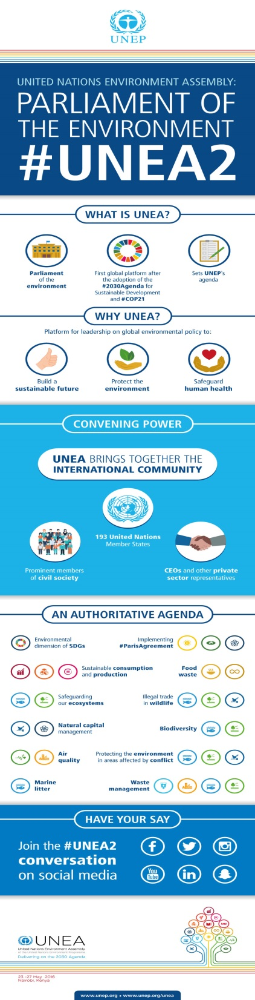 UNEP
UNITED NATIONS ENVIRONMENT ASSEMBLY:
PARLIAMENT OF
THE ENVIRONMENT
#UNEA2
WHAT IS UNEA?
Parliament
of the
environment
First global platform after
the adoption of the
#2030Agenda for
Sustainable Development
and #COP21
Sets UNEP's
agenda
WHY UNEA?
Platform for leadership on global environmental policy to:
Build a
sustainable future
Protect the
environment
Safeguard
human health
CONVENING POWER
UNEA BRINGS TOGETHER THE
INTERNATIONAL COMMUNITY
193 United Nations
Member States
Prominent members
of civil society
CEOs and other private
sector representatives
AN AUTHORITATIVE AGENDA
Environmental
dimension of SDGs
Implementing
#ParisAgreement
Sustainable consumption
and production
Food
waste
Safeguarding
our ecosystems
Illegal trade
in wildlife
Natural capital
management
Biodiversity
Air
quality
Protecting the environment
in areas affected by conflict
Marine
litter
Waste
management
HAVE YOUR SAY
Join the #UNEA2
conversation
on social media
You
Tube
in
UNEA
United Nations Environment Assembly
of the United Nations Environment Programme
Delivering on the 2030 Agenda
23 -27 May 2016
Nairobi, Kenya
www.unep.org • www.unep.org/unea